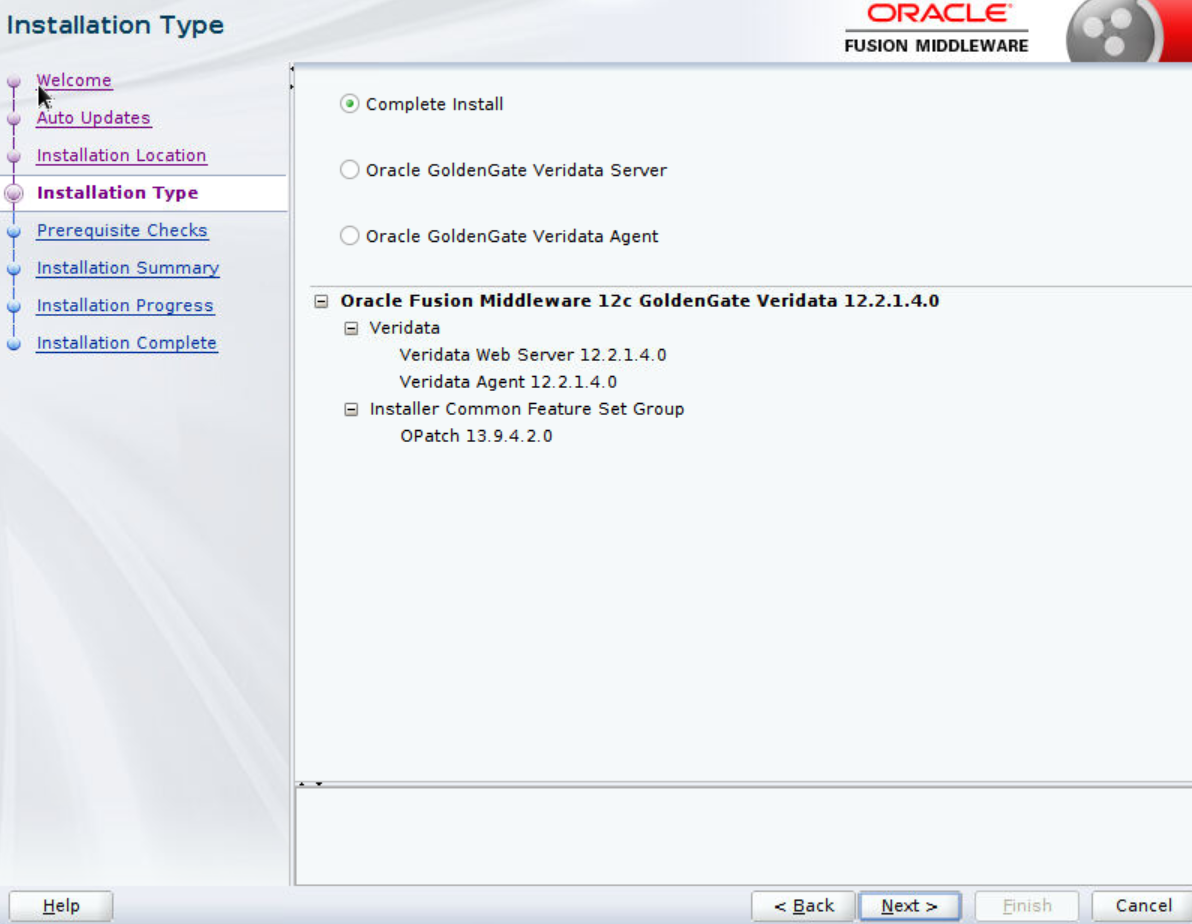 Installation Type
ORACLE
FUSION MIDDLEWARE
Welcome
Auto Updates
Installation Location
Installation Type
Prerequisite Checks
Installation Summary
Installation Progress
Installation Complete
Complete Install
Oracle GoldenGate Veridata Server
Oracle GoldenGate Veridata Agent
Oracle Fusion Middleware 12c GoldenGate Veridata 12.2.1.4.0
Veridata
Veridata Web Server 12.2.1.4.0
Veridata Agent 12.2.1.4.0
Installer Common Feature Set Group
OPatch 13.9.4.2.0
Help
< Back
Next >
Finish
Cancel